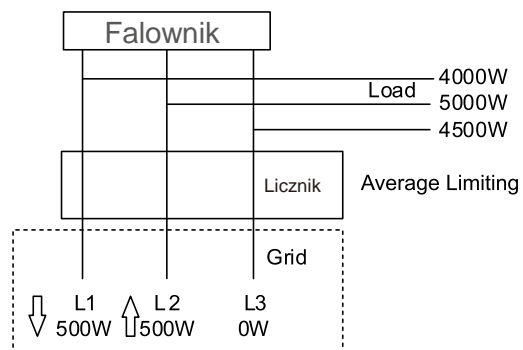 Falownik
4000W
Load
5000W
4500W
Licznik
Average Limiting
Grid
L1 L2 L3
500W 500W 0W